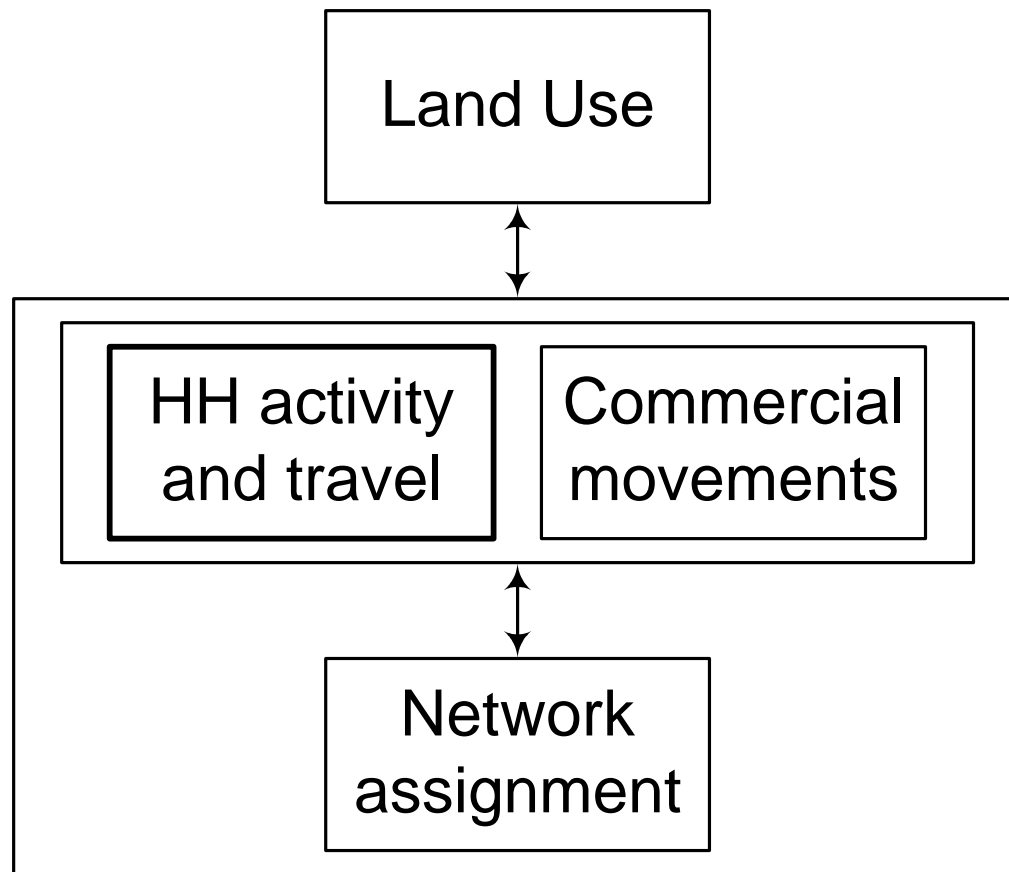 Land Use
HH activity
and travel
Commercial
movements
Network
assignment